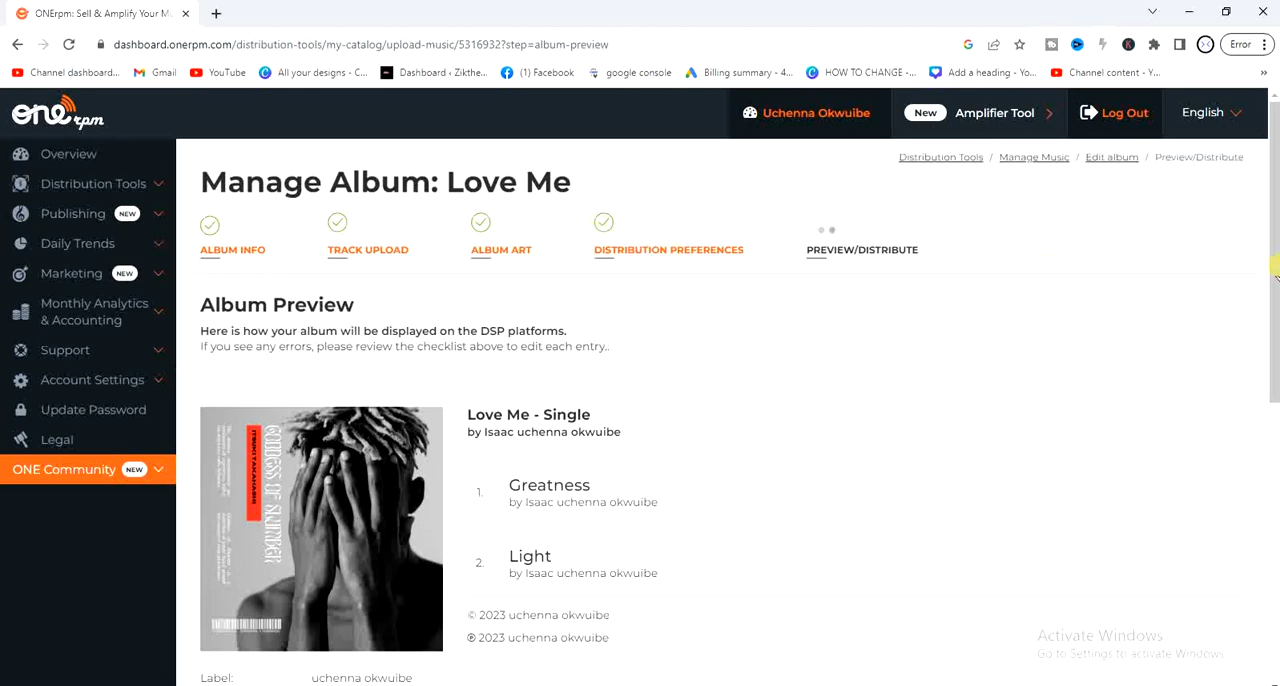 ONErpm: Sell & Amplify Your Mu
dashboard.onerpm.com/distribution-tools/my-catalog/upload-music/5316932?step=album-preview
Error
Channel dashboard...
Gmail
YouTube
All your designs - C...
Dashboard ‹ Zikthe...
(1) Facebook
google console
Billing summary - 4...
HOW TO CHANGE -...
Add a heading - Yo...
Channel content - Y...
»
one rpm
Uchenna Okwuibe
New Amplifier Tool
Log Out
English
Overview
Distribution Tools
Publishing NEW
Daily Trends
Marketing NEW
Monthly Analytics
& Accounting
Support
Account Settings
Update Password
Legal
ONE Community NEW
Distribution Tools / Manage Music / Edit album / Preview/Distribute
Manage Album: Love Me
ALBUM INFO
TRACK UPLOAD
ALBUM ART
DISTRIBUTION PREFERENCES
PREVIEW/DISTRIBUTE
Album Preview
Here is how your album will be displayed on the DSP platforms.
If you see any errors, please review the checklist above to edit each entry..
GODDESS OF MURDER
ITSUKI TAKAHASHI
Love Me - Single
by Isaac uchenna okwuibe
1. Greatness
by Isaac uchenna okwuibe
2. Light
by Isaac uchenna okwuibe
© 2023 uchenna okwuibe
℗ 2023 uchenna okwuibe
Label: uchenna okwuibe
Activate Windows
Go to Settings to activate Windows.